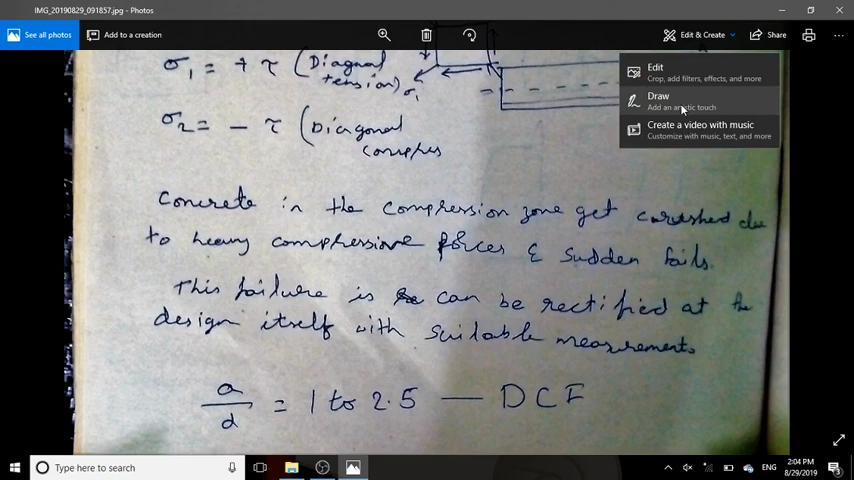 IMG_20190829_091857.jpg - Photos
See all photos
Add to a creation
Edit & Create
Share
Edit
Crop, add filters, effects, and more
Draw
Add an artistic touch
Create a video with music
Customize with music, text, and more
σ1 = + τ (Diagonal
tension)
σ1
σ2 = - τ (Diagonal
compres
Concrete in the compression zone get due
to heavy compressive forces & sudden fails.
This failure is can be rectified at the
design itself with suitable measurements
a/d = 1 to 2.5 — DCF
Type here to search
ENG
2:04 PM
8/29/2019
3